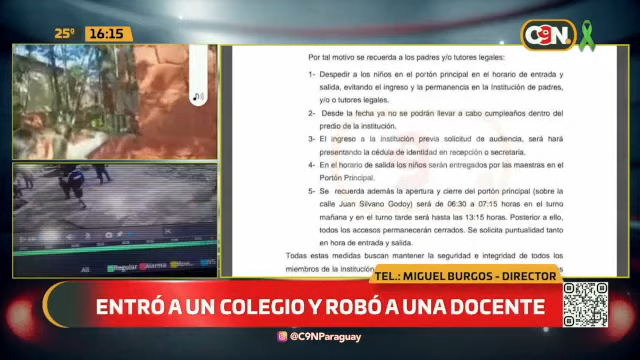 25°
16:15
C9N
Por tal motivo se recuerda a los padres y/o tutores legales:
1- Despedir a los niños en el portón principal en el horario de entrada y
salida, evitando el ingreso y la permanencia en la Institución de padres,
y/o o tutores legales.
2- Desde la fecha ya no se podrán llevar a cabo cumpleaños dentro del
predio de la institución.
3- El ingreso a la institución previa solicitud de audiencia, será hará
presentando la cédula de identidad en recepción o secretaría.
4- En el horario de salida los niños serán entregados por las maestras en el
Portón Principal.
5- Se recuerda además la apertura y cierre del portón principal (sobre la
calle Juan Silvano Godoy) será de 06:30 a 07:15 horas en el turno
mañana y en el turno tarde será hasta las 13:15 horas. Posterior a ello,
todos los accesos permanecerán cerrados. Se solicita puntualidad tanto
en hora de entrada y salida.
Todas estas medidas buscan mantener la seguridad e integridad de todos los
miembros de la institución
All Regular Alarma
TEL.: MIGUEL BURGOS - DIRECTOR
ENTRÓ A UN COLEGIO Y ROBÓ A UNA DOCENTE
@C9NParaguay